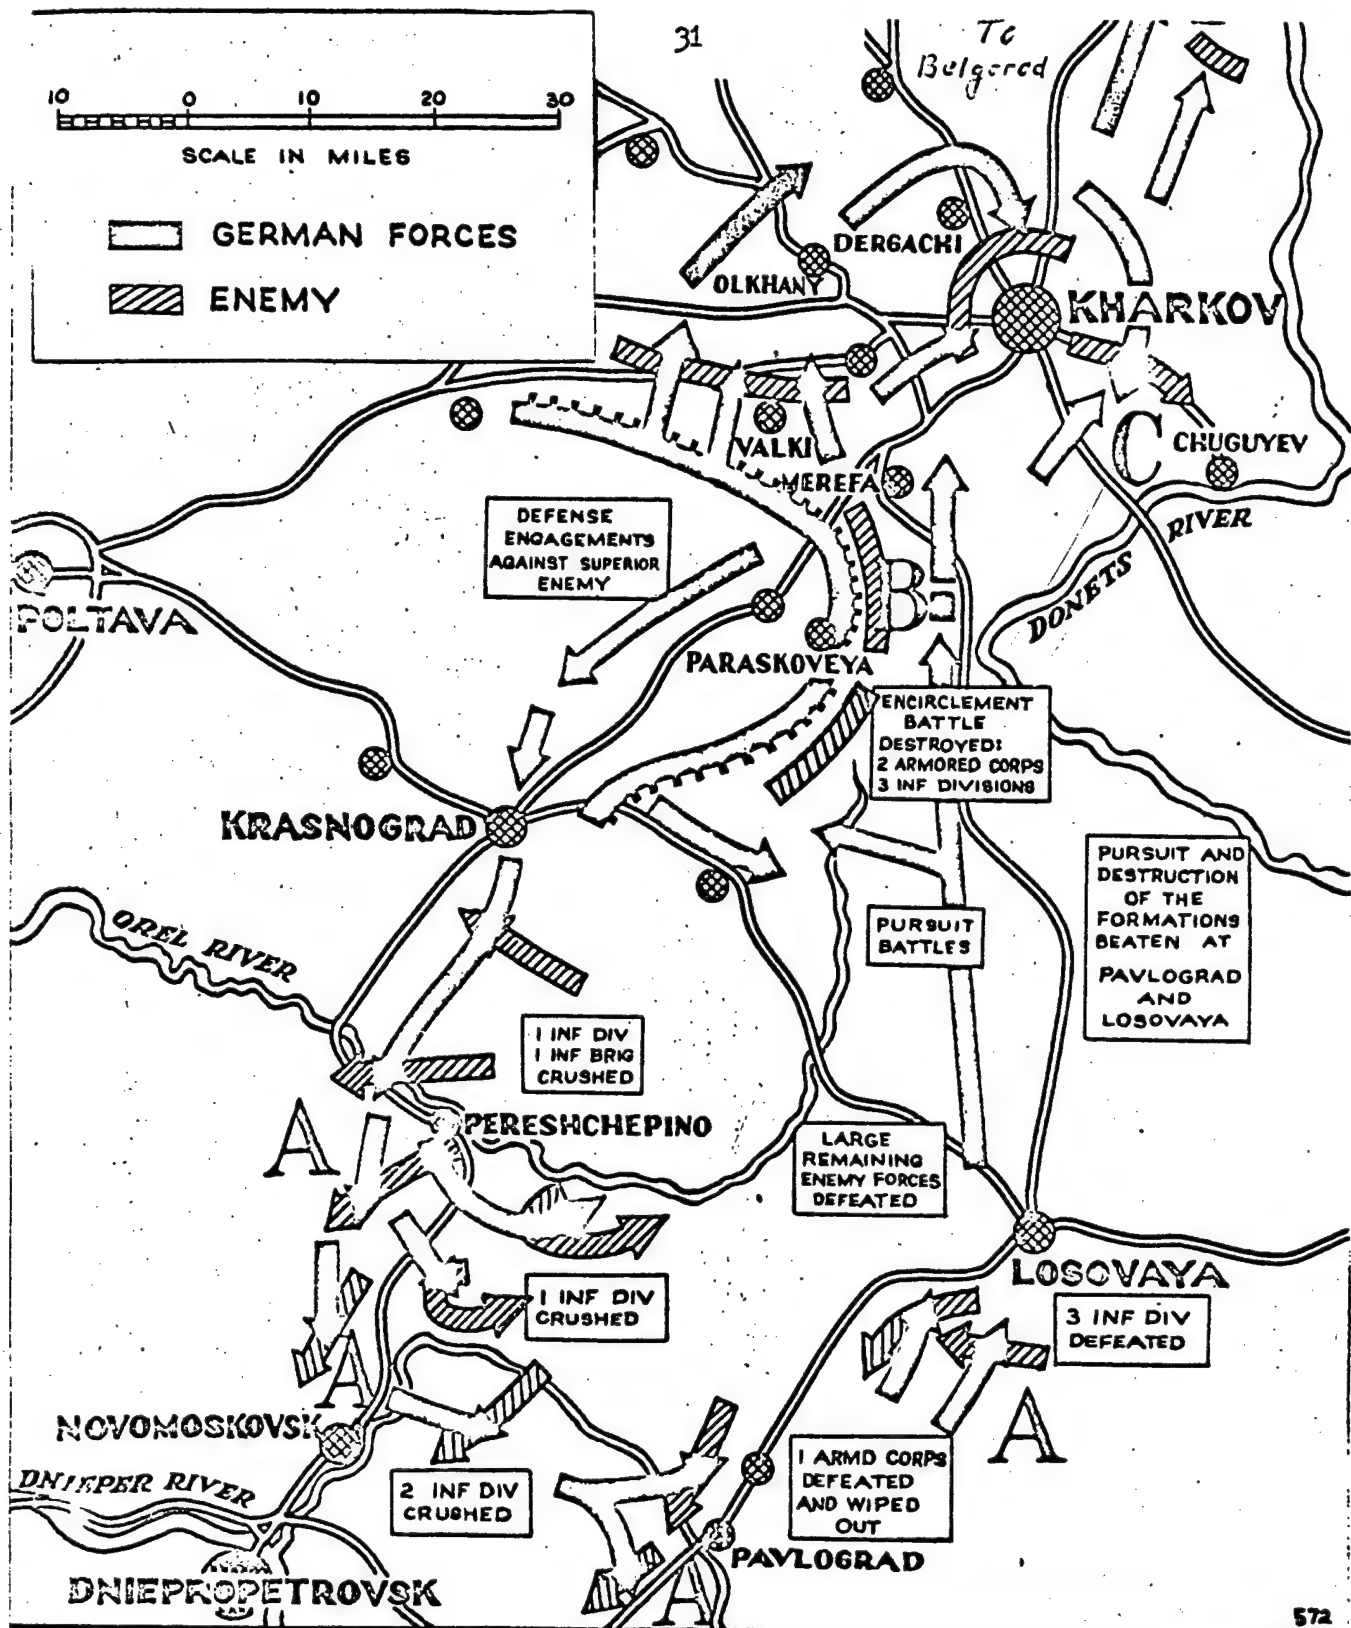 31
To
Belgorod
10 0 10 20 30
SCALE IN MILES
GERMAN FORCES
ENEMY
DERGACHI
OLKHANY
KHARKOV
VALKI
MEREFA
C
CHUGUYEV
DONETS RIVER
DEFENSE
ENGAGEMENTS
AGAINST SUPERIOR
ENEMY
POLTAVA
PARASKOVEYA
ENCIRCLEMENT
BATTLE
DESTROYED:
2 ARMORED CORPS
3 INF DIVISIONS
KRASNOGRAD
PURSUIT AND
DESTRUCTION
OF THE
FORMATIONS
BEATEN AT
PAVLOGRAD
AND
LOSOVAYA
PURSUIT
BATTLES
OREL RIVER
1 INF DIV
1 INF BRIG
CRUSHED
A
PERESHCHEPINO
LARGE
REMAINING
ENEMY FORCES
DEFEATED
LOSOVAYA
1 INF DIV
CRUSHED
3 INF DIV
DEFEATED
A
A
NOVOMOSKOVSK
DNIEPER RIVER
2 INF DIV
CRUSHED
1 ARMD CORPS
DEFEATED
AND WIPED
OUT
PAVLOGRAD
A
DNIEPROPETROVSK
572